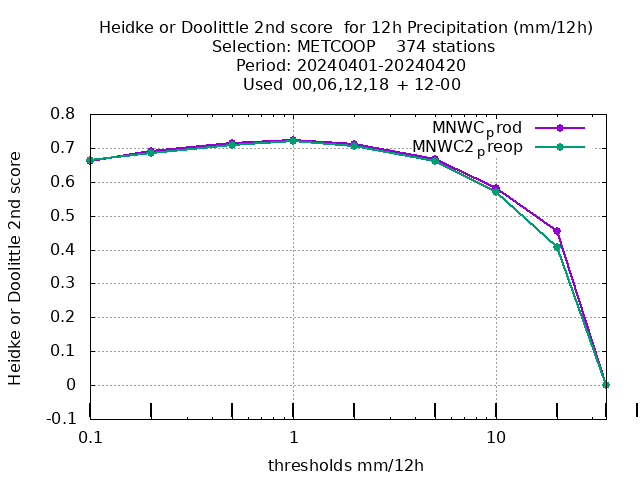 Heidke or Doolittle 2nd score  for 12h Precipitation (mm/12h)
Selection: METCOOP    374 stations
Period: 20240401-20240420
Used  00,06,12,18  + 12-00
MNWCprod
MNWC2preop
Heidke or Doolittle 2nd score
0.8
0.7
0.6
0.5
0.4
0.3
0.2
0.1
0
-0.1
0.1 1 10
thresholds mm/12h